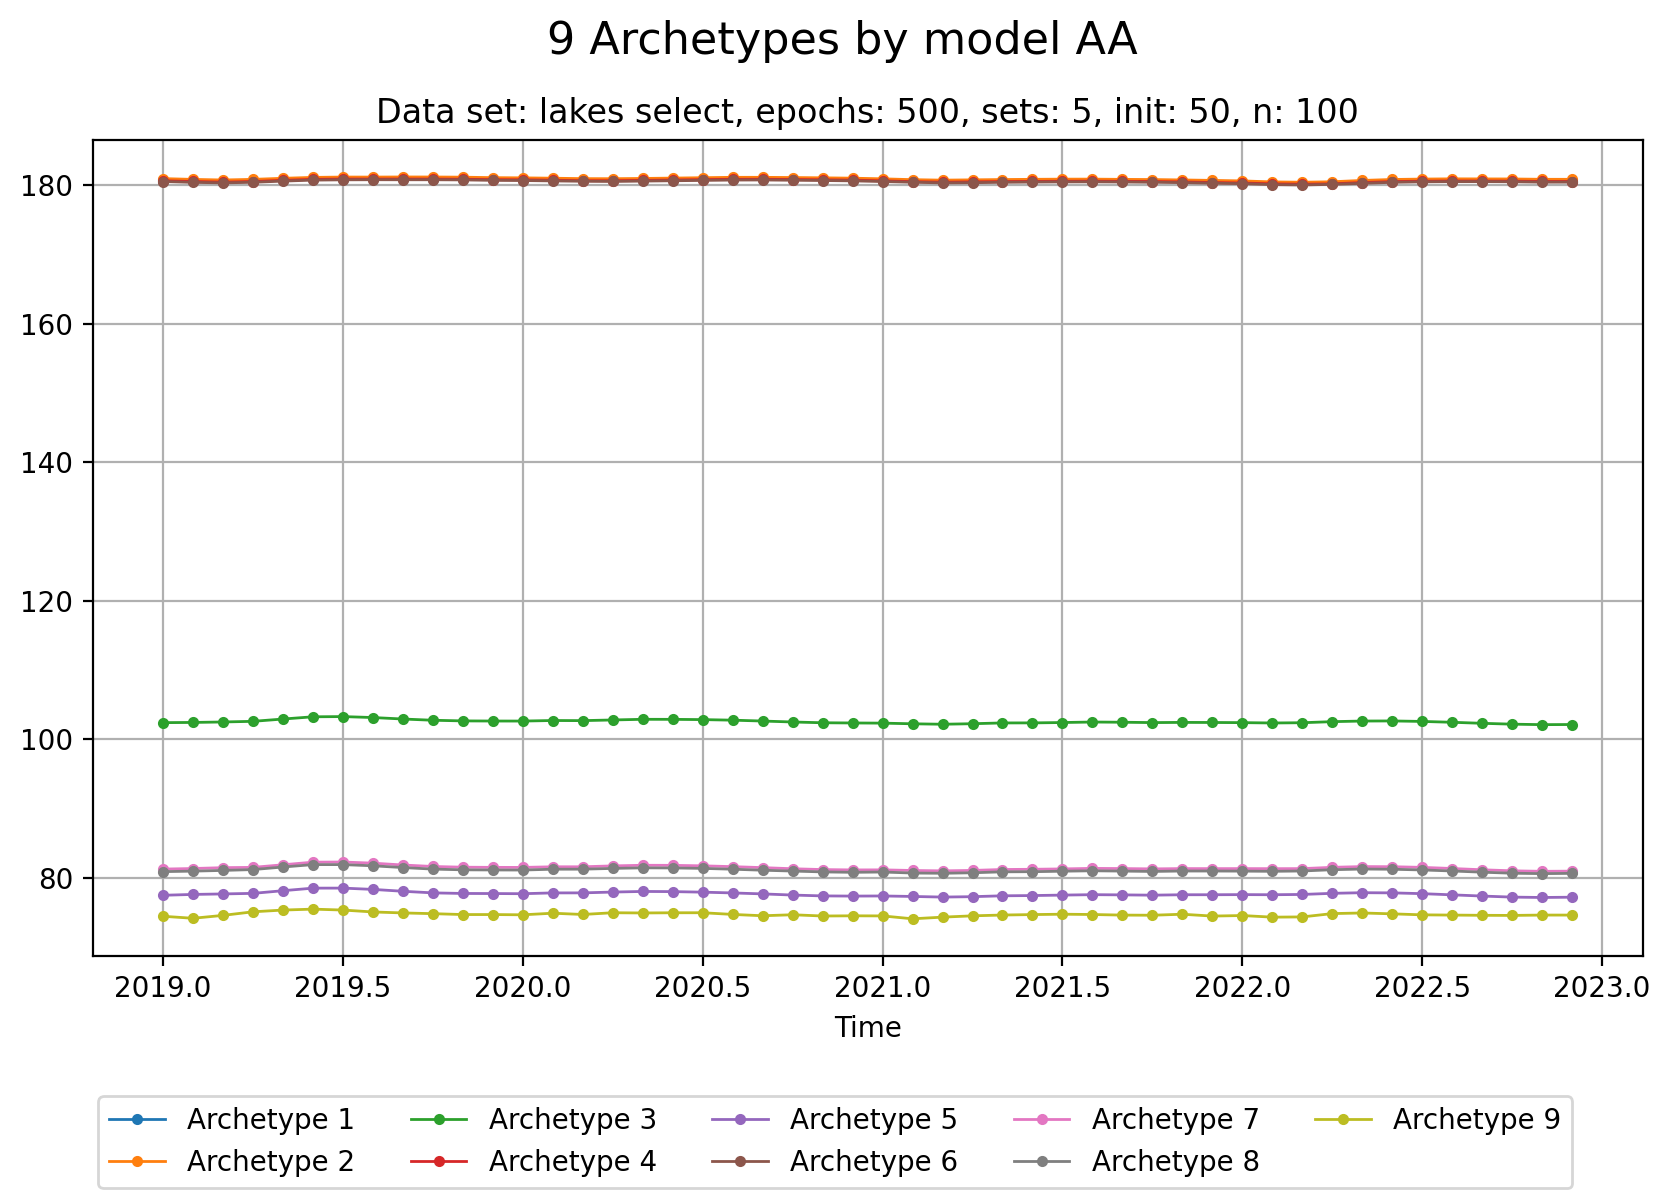 9 Archetypes by model AA
Data set: lakes select, epochs: 500, sets: 5, init: 50, n: 100
180
160
140
120
100
80
2019.0 2019.5 2020.0 2020.5 2021.0 2021.5 2022.0 2022.5 2023.0
Time
Archetype 1 Archetype 3 Archetype 5 Archetype 7 Archetype 9
Archetype 2 Archetype 4 Archetype 6 Archetype 8